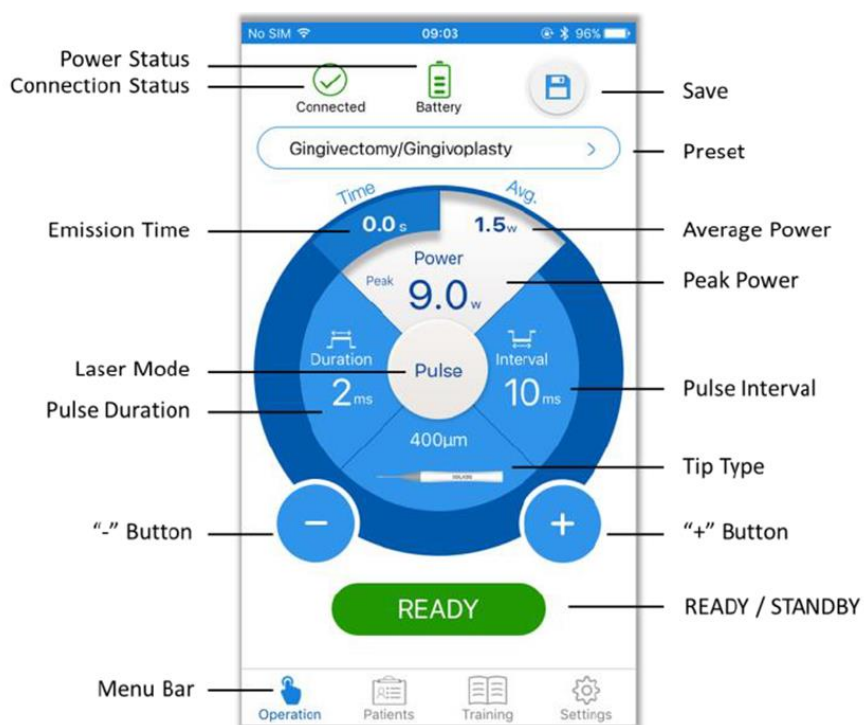 No SIM 09:03 96%
Power Status
Connection Status
Connected Battery
Save
Gingivectomy/Gingivoplasty >
Preset
Time Avg.
Emission Time
0.0 s 1.5 w
Average Power
Power
Peak 9.0 w
Peak Power
Duration
2 ms
Pulse
Interval
10 ms
Laser Mode
Pulse Duration
Pulse Interval
400μm
Tip Type
−
+
“-” Button
“+” Button
READY
READY / STANDBY
Menu Bar
Operation Patients Training Settings